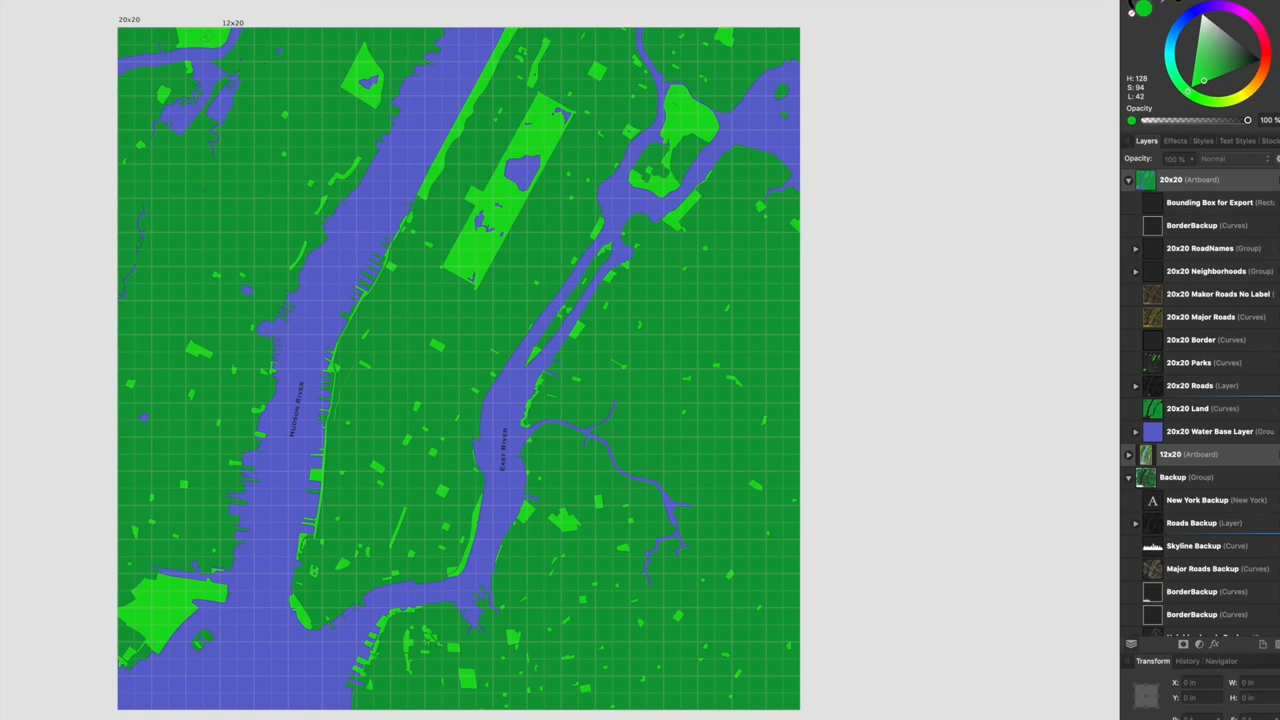 20x20
12x20
HUDSON RIVER
EAST RIVER
H: 128
S: 94
L: 42
Opacity
100 %
Layers Effects Styles Text Styles Stock
Opacity: 100 % Normal
20x20 (Artboard)
Bounding Box for Export (Recta
BorderBackup (Curves)
20x20 RoadNames (Group)
20x20 Neighborhoods (Group)
20x20 Makor Roads No Label (
20x20 Major Roads (Curves)
20x20 Border (Curves)
20x20 Parks (Curves)
20x20 Roads (Layer)
20x20 Land (Curves)
20x20 Water Base Layer (Grou
12x20 (Artboard)
Backup (Group)
A New York Backup (New York)
Roads Backup (Layer)
Skyline Backup (Curve)
Major Roads Backup (Curves)
BorderBackup (Curves)
BorderBackup (Curves)
fx
Transform History Navigator
X: 0 in W: 0 in
Y: 0 in H: 0 in